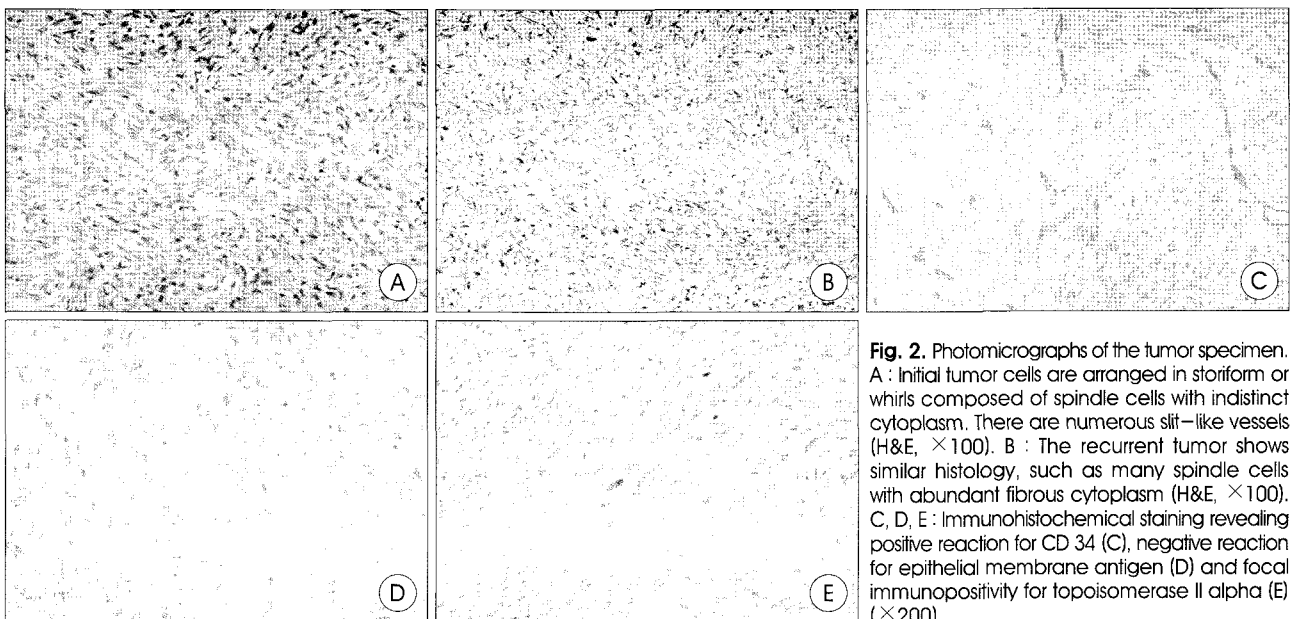 A
B
C
D
E
Fig. 2. Photomicrographs of the tumor specimen.
A : Initial tumor cells are arranged in storiform or
whirls composed of spindle cells with indistinct
cytoplasm. There are numerous slit-like vessels
(H&E, ×100). B : The recurrent tumor shows
similar histology, such as many spindle cells
with abundant fibrous cytoplasm (H&E, ×100).
C, D, E : Immunohistochemical staining revealing
positive reaction for CD 34 (C), negative reaction
for epithelial membrane antigen (D) and focal
immunopositivity for topoisomerase II alpha (E)
(×200)